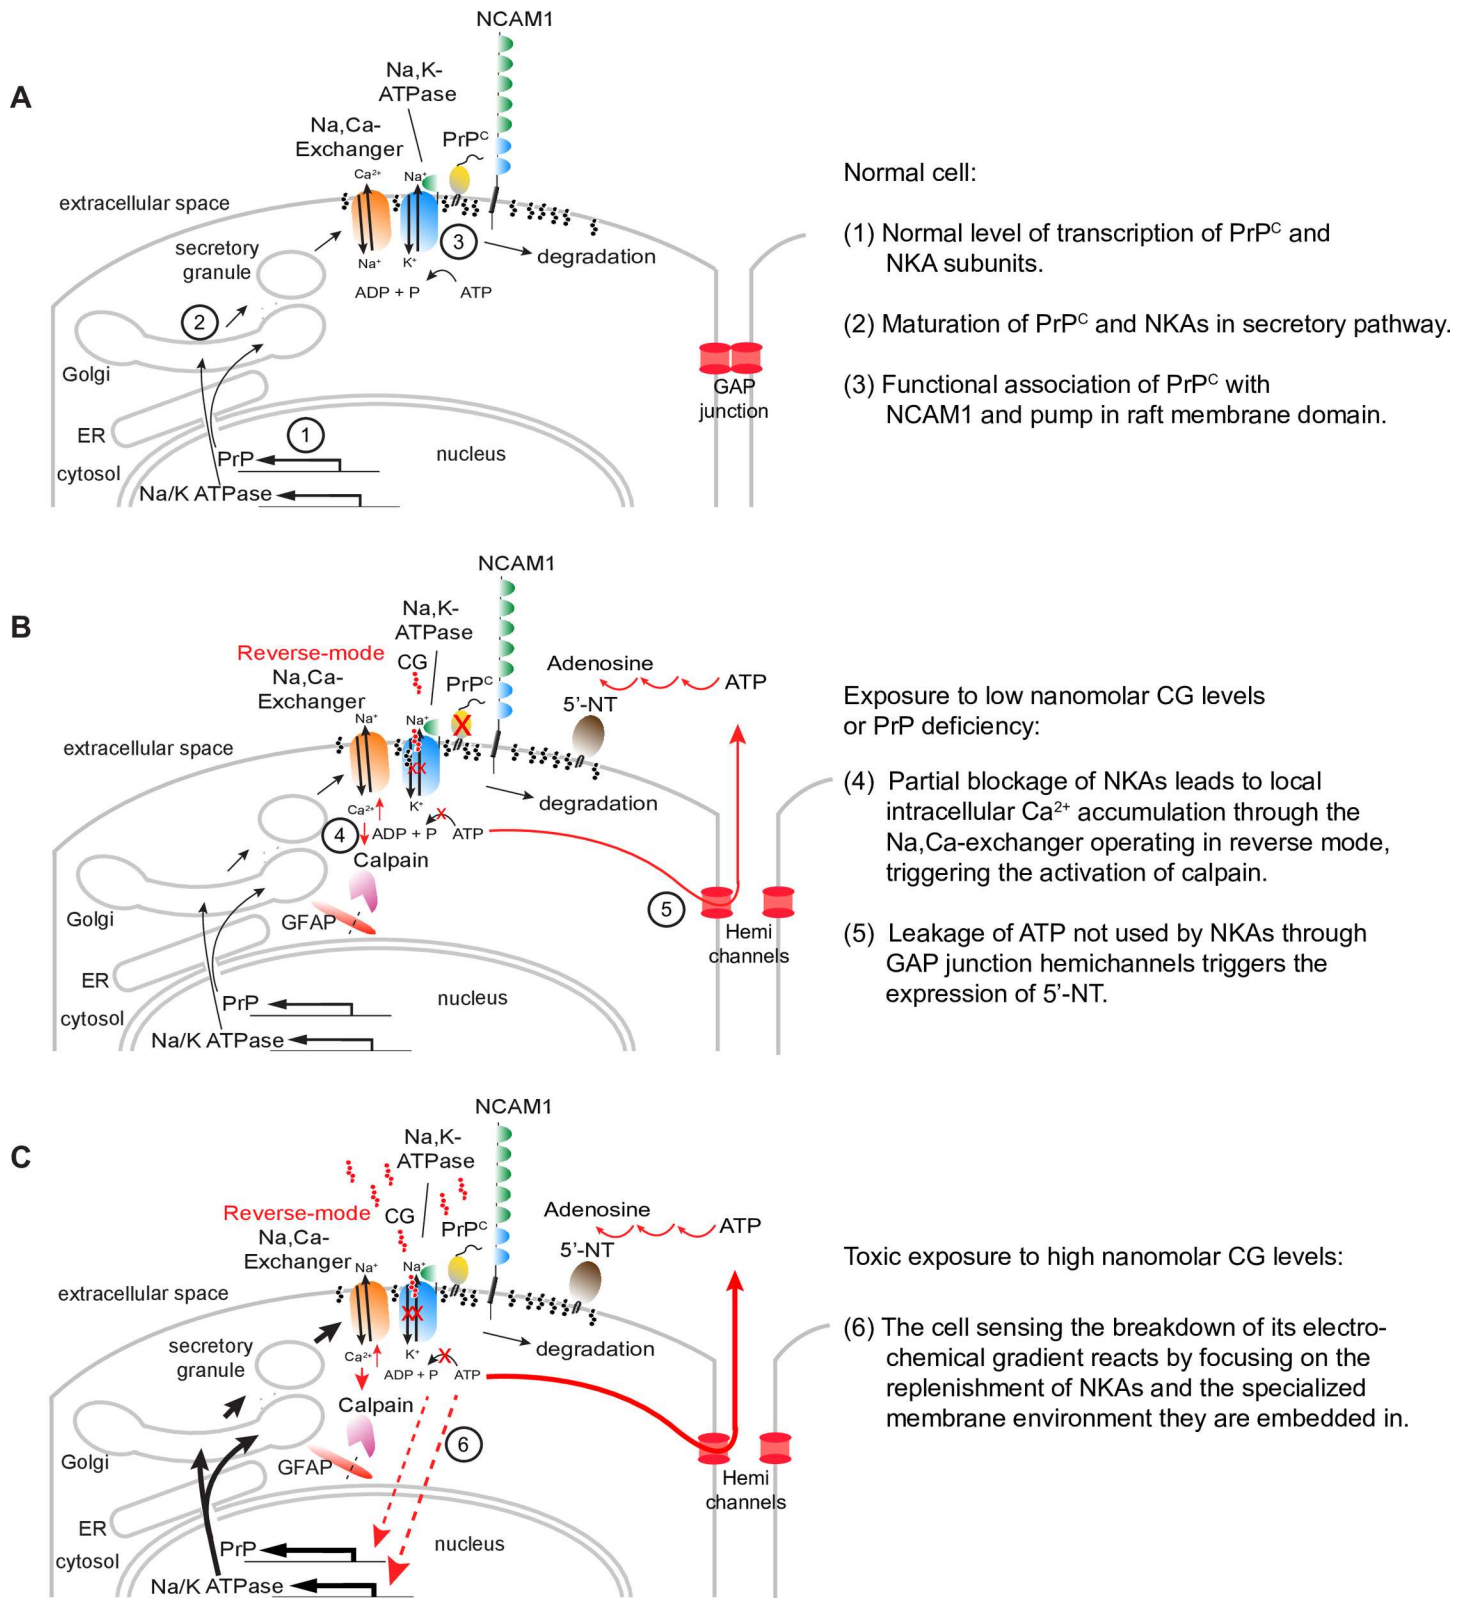 A
NCAM1
Na,K-
ATPase
Na,Ca-
Exchanger
PrPᶜ
Ca²⁺
Na⁺
extracellular space
secretory
granule
3
Na⁺
K⁺
degradation
ADP + P
ATP
2
Golgi
GAP
junction
ER
1
PrP
nucleus
cytosol
Na/K ATPase
Normal cell:
(1) Normal level of transcription of PrPᶜ and
NKA subunits.
(2) Maturation of PrPᶜ and NKAs in secretory pathway.
(3) Functional association of PrPᶜ with
NCAM1 and pump in raft membrane domain.
B
NCAM1
Na,K-
ATPase
Reverse-mode
CG
Na,Ca-
Exchanger
PrPᶜ
Adenosine
ATP
5'-NT
Na⁺
Na⁺
X
extracellular space
XX
Ca²⁺
K⁺
degradation
4
ADP + P
X
ATP
Calpain
Golgi
GFAP
5
Hemi
channels
ER
PrP
nucleus
cytosol
Na/K ATPase
Exposure to low nanomolar CG levels
or PrP deficiency:
(4) Partial blockage of NKAs leads to local
intracellular Ca²⁺ accumulation through the
Na,Ca-exchanger operating in reverse mode,
triggering the activation of calpain.
(5) Leakage of ATP not used by NKAs through
GAP junction hemichannels triggers the
expression of 5'-NT.
C
NCAM1
Na,K-
ATPase
Reverse-mode
CG
Na,Ca-
Exchanger
PrPᶜ
Adenosine
ATP
5'-NT
Na⁺
Na⁺
extracellular space
XX
secretory
granule
Ca²⁺
K⁺
degradation
ADP + P
X
ATP
Calpain
6
Golgi
GFAP
Hemi
channels
ER
PrP
nucleus
cytosol
Na/K ATPase
Toxic exposure to high nanomolar CG levels:
(6) The cell sensing the breakdown of its electro-
chemical gradient reacts by focusing on the
replenishment of NKAs and the specialized
membrane environment they are embedded in.